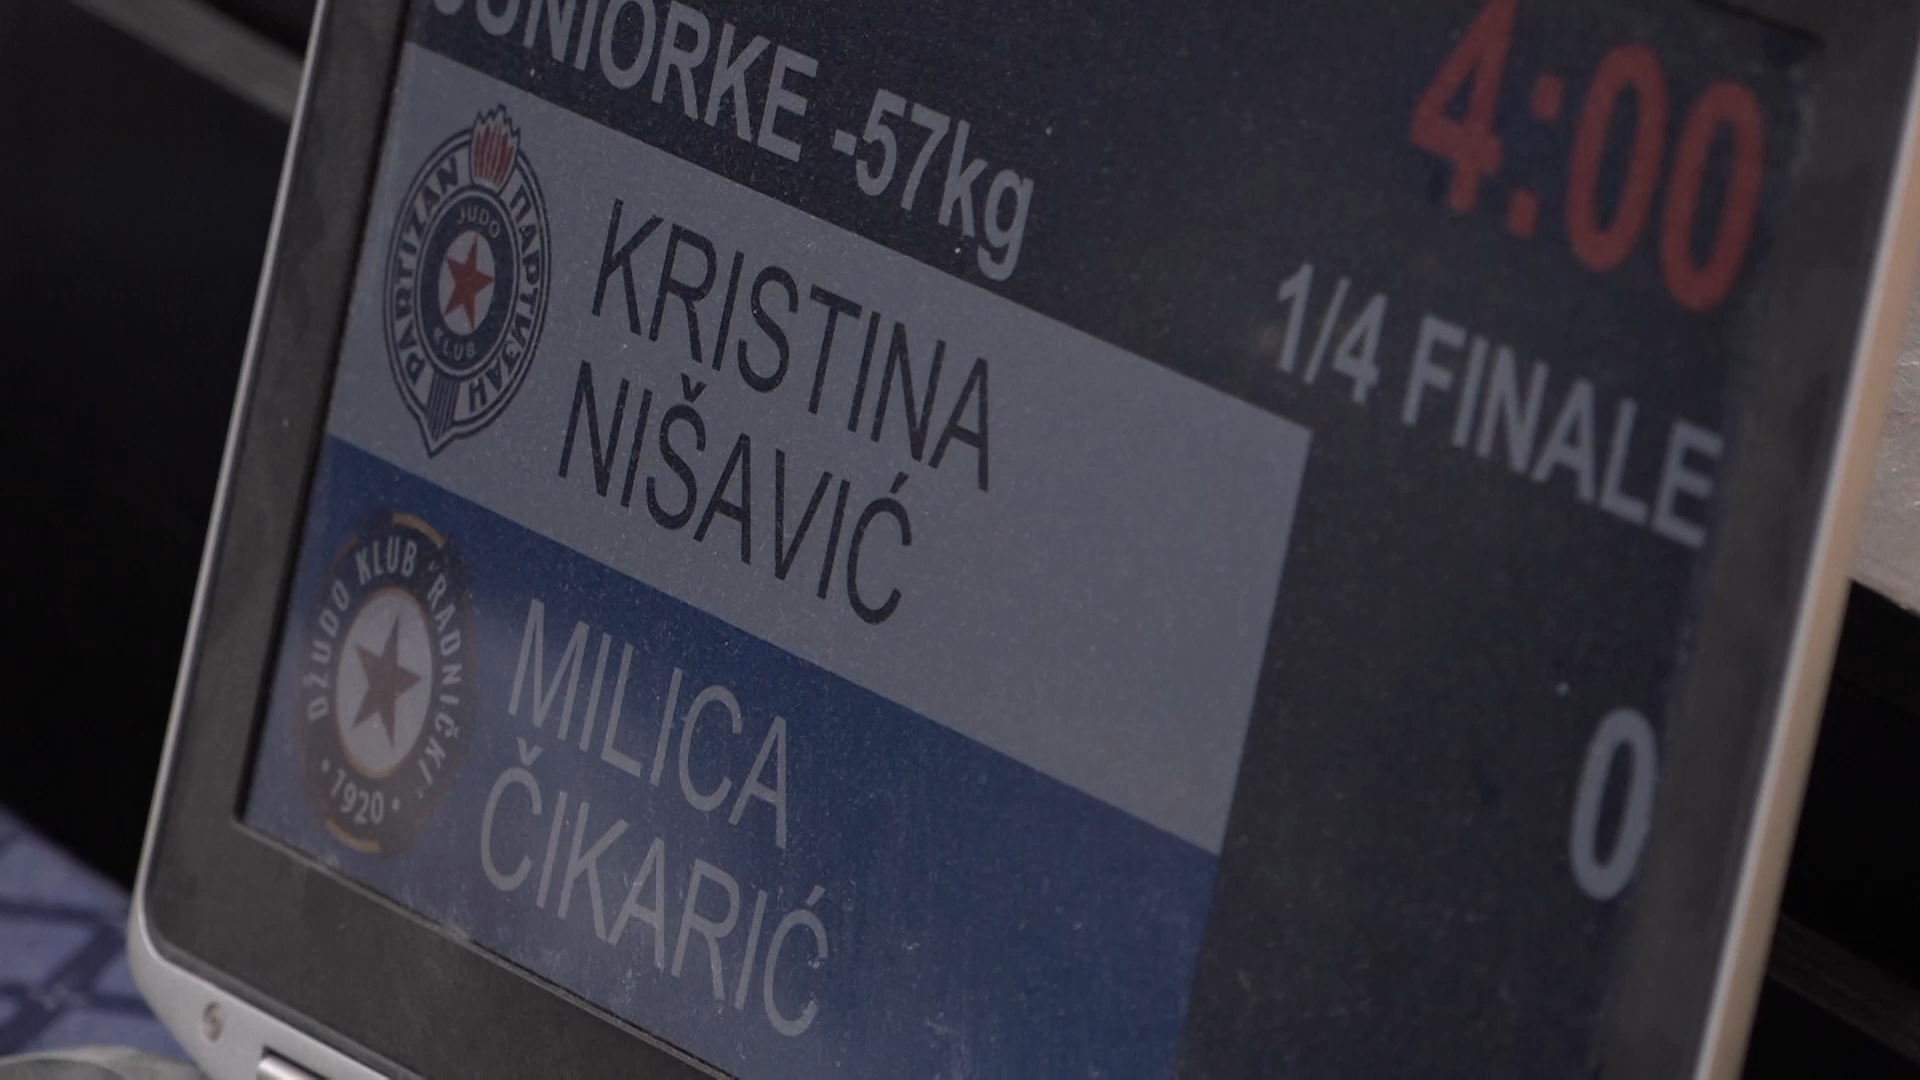 JUNIORKE -57kg
4:00
1/4 FINALE
PARTIZAN ПАРТИЗАН
JUDO
KLUB
KRISTINA
NIŠAVIĆ
DŽUDO KLUB "RADNIČKI"
1920
MILICA
ČIKARIĆ
0